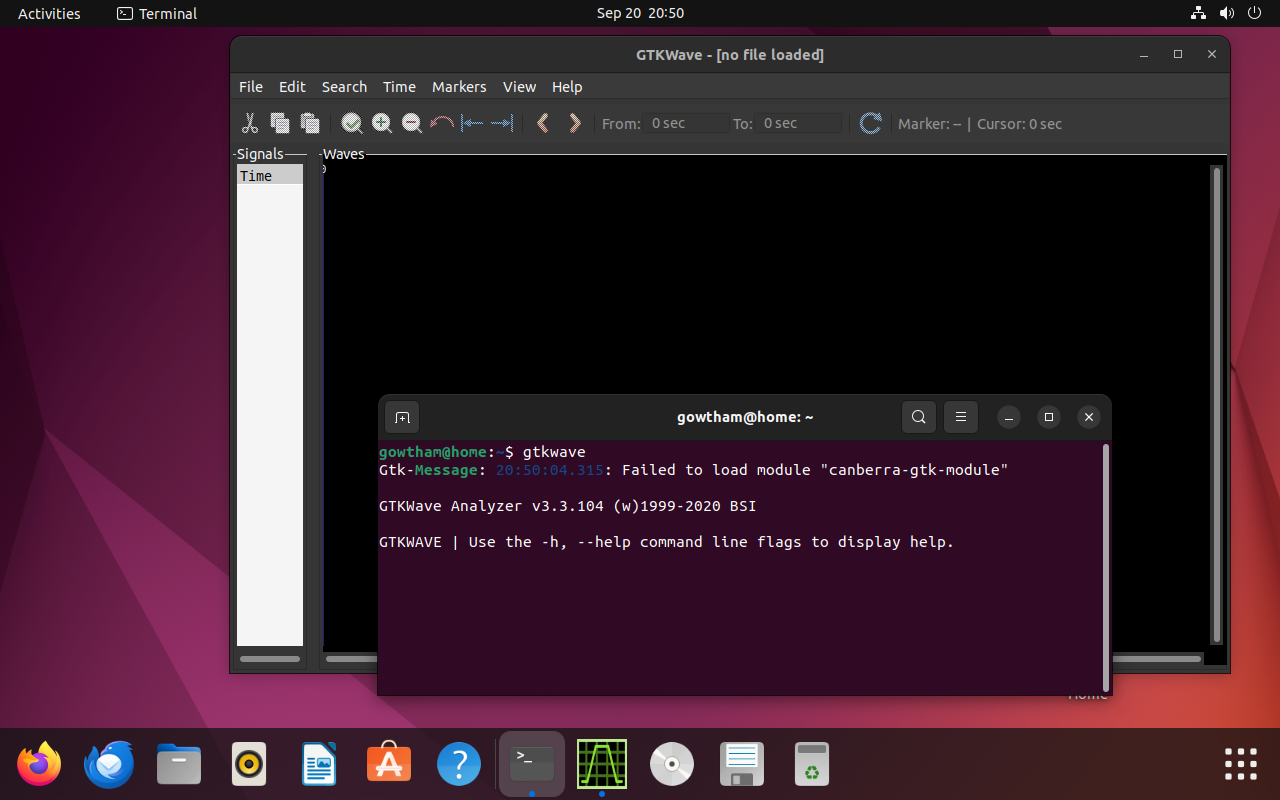 Activities
Terminal
Sep 20 20:50
GTKWave - [no file loaded]
File Edit Search Time Markers View Help
From: 0 sec To: 0 sec Marker: -- | Cursor: 0 sec
Signals
Waves
Time
0
gowtham@home: ~
gowtham@home:~$ gtkwave
Gtk-Message: 20:50:04.315: Failed to load module "canberra-gtk-module"
GTKWave Analyzer v3.3.104 (w)1999-2020 BSI
GTKWAVE | Use the -h, --help command line flags to display help.
Home